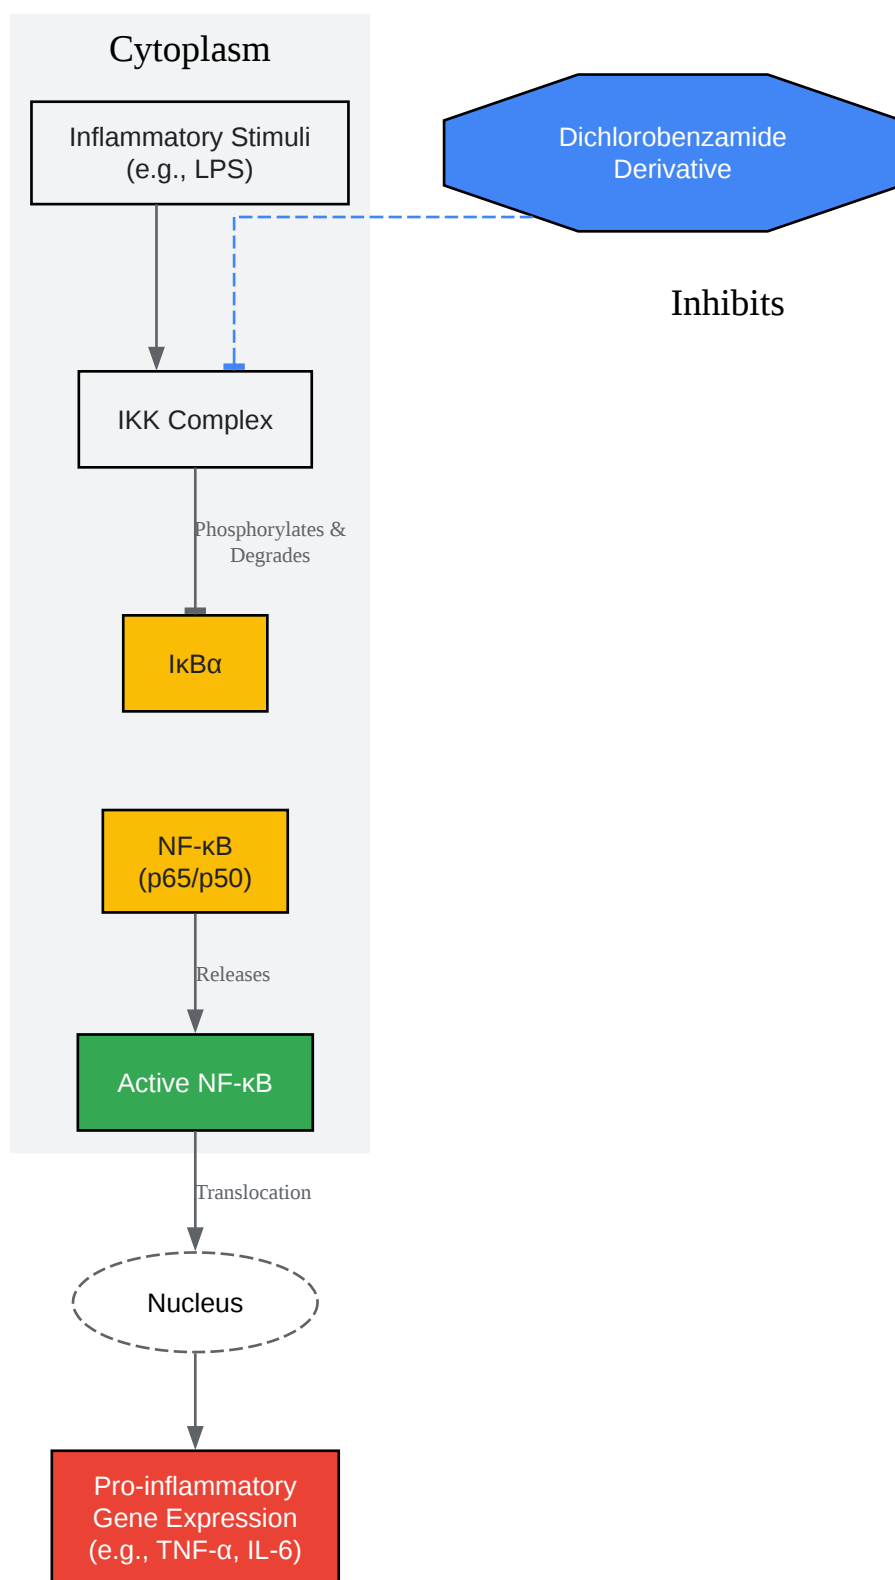 Cytoplasm
Inflammatory Stimuli
(e.g., LPS)
Dichlorobenzamide
Derivative
Inhibits
IKK Complex
Phosphorylates &
Degrades
IκBα
NF-κB
(p65/p50)
Releases
Active NF-κB
Translocation
Nucleus
Pro-inflammatory
Gene Expression
(e.g., TNF-α, IL-6)